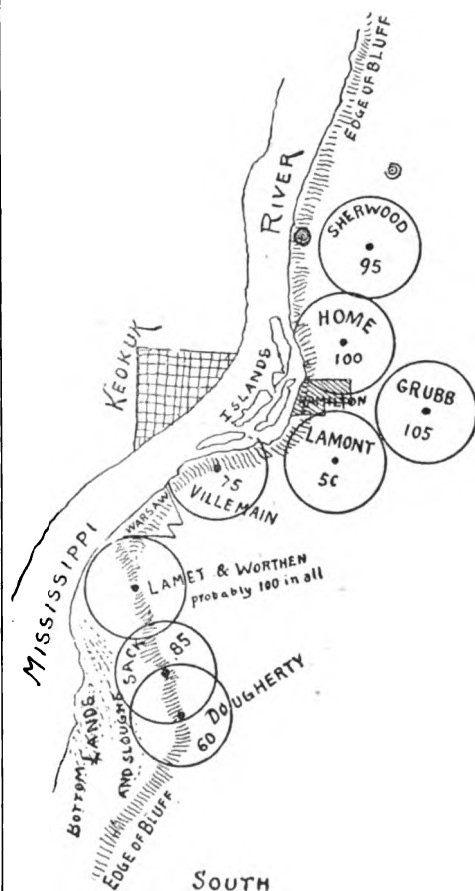 EDGE OF BLUFF
RIVER
SHERWOOD
95
HOME
100
KEOKUK
ISLANDS
HAMILTON
GRUBB
105
LAMONT
50
75
VILLEMAIN
WARSAW
MISSISSIPPI
LAMET & WORTHEN
probably 100 in all
SACK
85
DOUGHERTY
60
BOTTOM LANDS
AND SLOUGHS
EDGE OF BLUFF
SOUTH